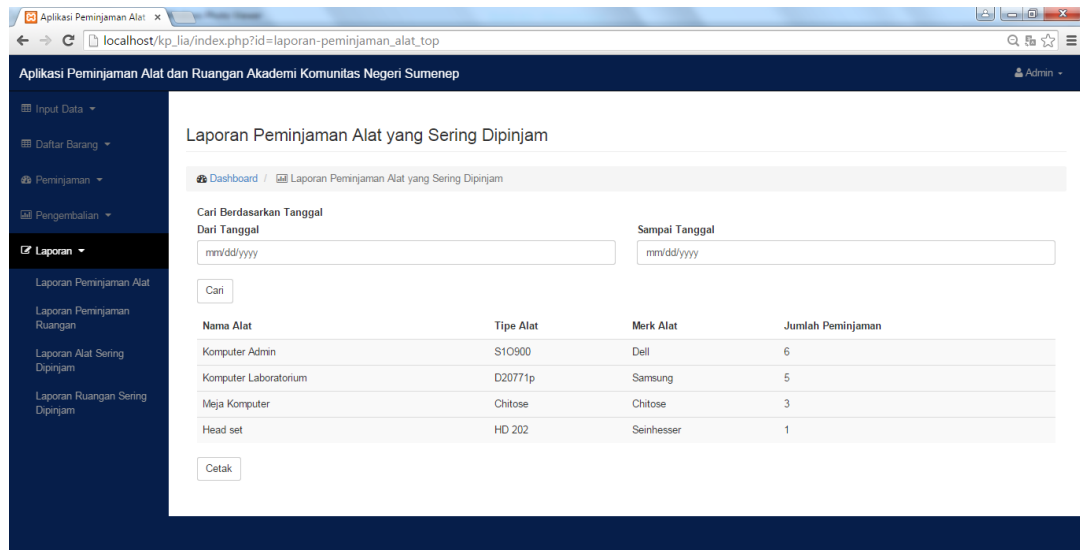 Aplikasi Peminjaman Alat
localhost/kp_lia/index.php?id=laporan-peminjaman_alat_top
Aplikasi Peminjaman Alat dan Ruangan Akademi Komunitas Negeri Sumenep
Admin
Input Data
Daftar Barang
Peminjaman
Pengembalian
Laporan
Laporan Peminjaman Alat
Laporan Peminjaman
Ruangan
Laporan Alat Sering
Dipinjam
Laporan Ruangan Sering
Dipinjam
Laporan Peminjaman Alat yang Sering Dipinjam
Dashboard / Laporan Peminjaman Alat yang Sering Dipinjam
Cari Berdasarkan Tanggal
Dari Tanggal Sampai Tanggal
mm/dd/yyyy mm/dd/yyyy
Cari
Nama Alat Tipe Alat Merk Alat Jumlah Peminjaman
Komputer Admin S1O900 Dell 6
Komputer Laboratorium D20771p Samsung 5
Meja Komputer Chitose Chitose 3
Head set HD 202 Seinhesser 1
Cetak